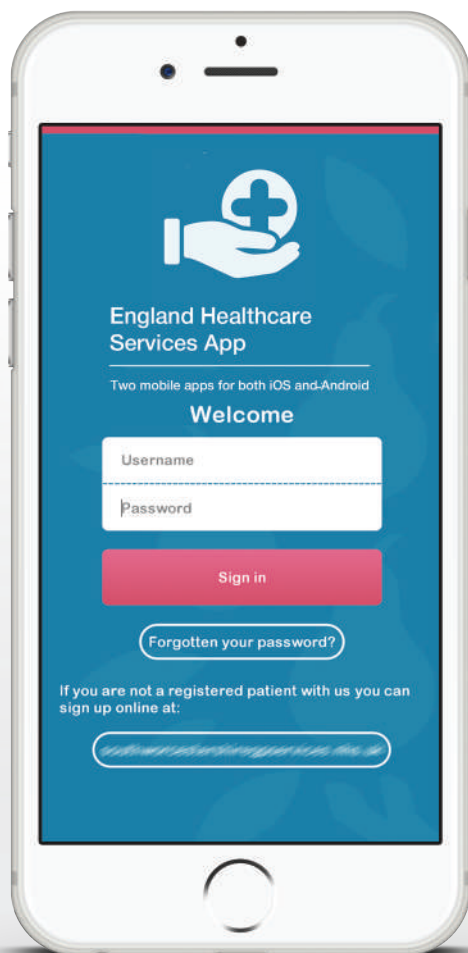 England Healthcare
Services App
Two mobile apps for both iOS and Android
Welcome
Username
Password
Sign in
Forgotten your password?
If you are not a registered patient with us you can
sign up online at: